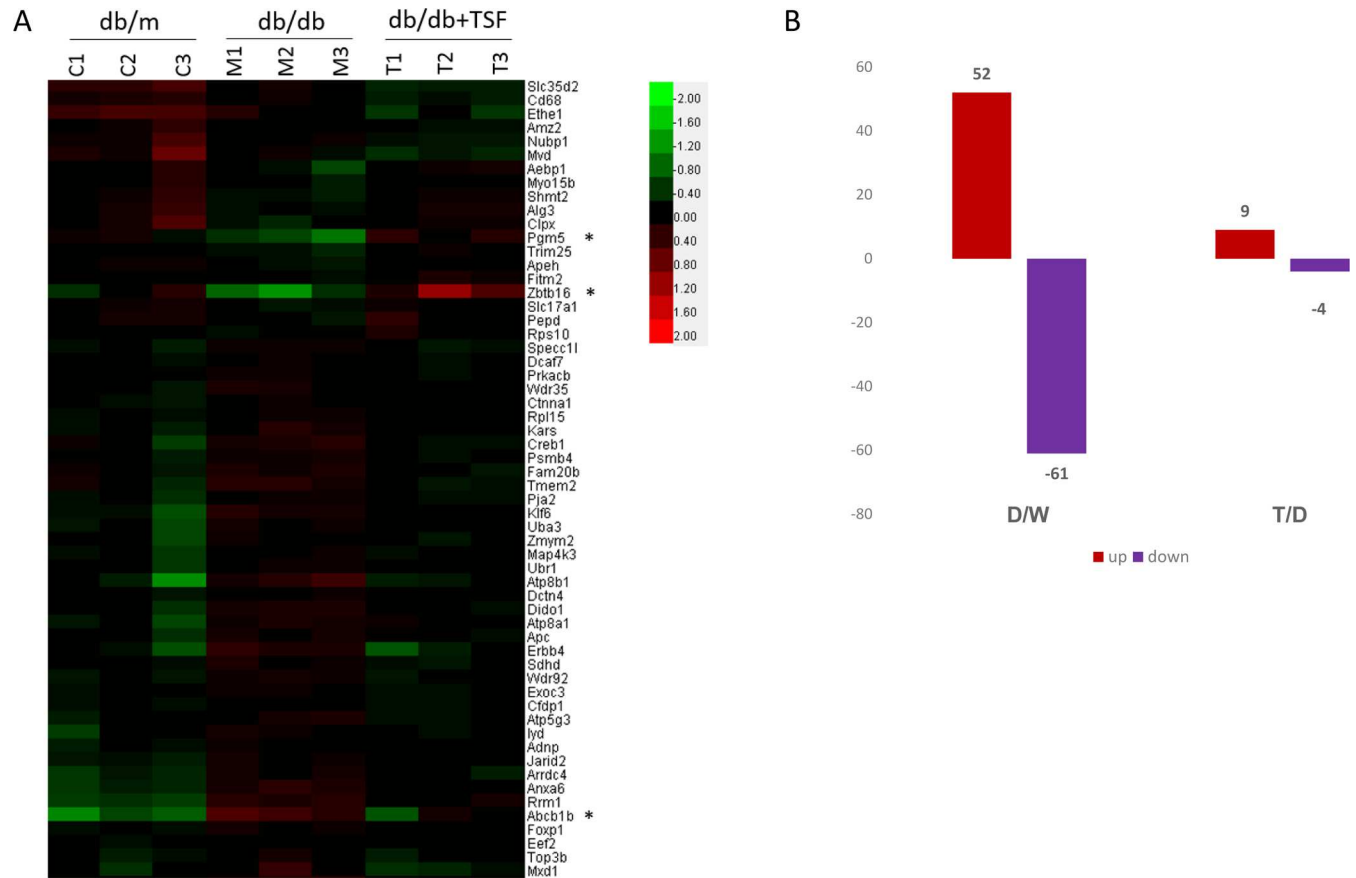 A
db/m
db/db
db/db+TSF
C1
C2
C3
M1
M2
M3
T1
T2
T3
Slc35d2
Cd68
Ethe1
Amz2
Nubp1
Mvd
Aebp1
Myo15b
Shmt2
Alg3
Clpx
Pgm5 *
Trim25
Apeh
Fitm2
Zbtb16 *
Slc17a1
Pepd
Rps10
Specc1l
Dcaf7
Prkacb
Wdr35
Ctnna1
Rpl15
Kars
Creb1
Psmb4
Fam20b
Tmem2
Pja2
Klf6
Uba3
Zmym2
Map4k3
Ubr1
Atp8b1
Dctn4
Dido1
Atp8a1
Apc
Erbb4
Sdhd
Wdr92
Exoc3
Cfdp1
Atp5g3
Iyd
Adnp
Jarid2
Arrdc4
Anxa6
Rrm1
Abcb1b *
Foxp1
Eef2
Top3b
Mxd1
-2.00
-1.60
-1.20
-0.80
-0.40
0.00
0.40
0.80
1.20
1.60
2.00
B
60
40
20
0
-20
-40
-60
-80
52
-61
9
-4
D/W
T/D
up
down